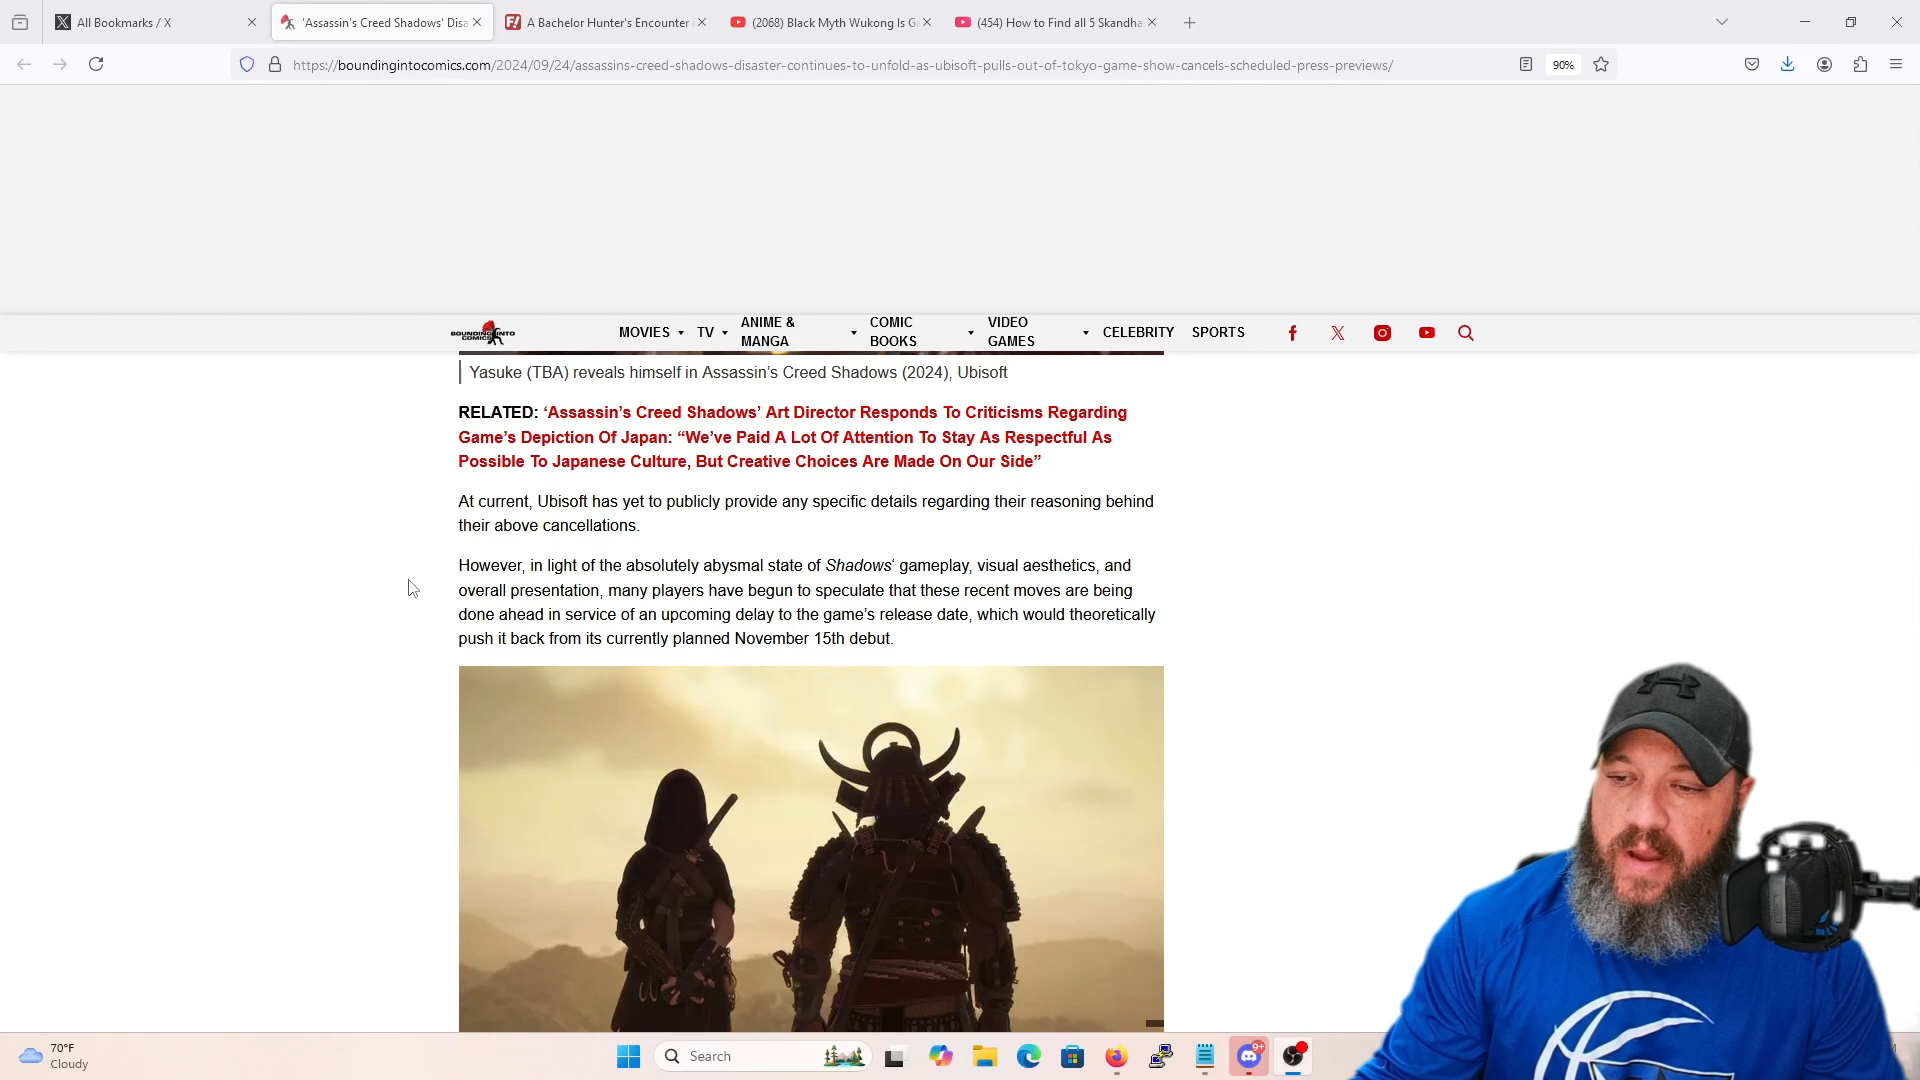 All Bookmarks / X
'Assassin's Creed Shadows' Disa
A Bachelor Hunter's Encounter
(2068) Black Myth Wukong Is G
(454) How to Find all 5 Skandha
https://boundingintocomics.com/2024/09/24/assassins-creed-shadows-disaster-continues-to-unfold-as-ubisoft-pulls-out-of-tokyo-game-show-cancels-scheduled-press-previews/
90%
BOUNDING INTO
COMICS
MOVIES
TV
ANIME &
MANGA
COMIC
BOOKS
VIDEO
GAMES
CELEBRITY
SPORTS
Yasuke (TBA) reveals himself in Assassin's Creed Shadows (2024), Ubisoft
RELATED: ‘Assassin’s Creed Shadows’ Art Director Responds To Criticisms Regarding
Game’s Depiction Of Japan: “We’ve Paid A Lot Of Attention To Stay As Respectful As
Possible To Japanese Culture, But Creative Choices Are Made On Our Side”
At current, Ubisoft has yet to publicly provide any specific details regarding their reasoning behind
their above cancellations.
However, in light of the absolutely abysmal state of Shadows‘ gameplay, visual aesthetics, and
overall presentation, many players have begun to speculate that these recent moves are being
done ahead in service of an upcoming delay to the game’s release date, which would theoretically
push it back from its currently planned November 15th debut.
70°F
Cloudy
Search
9+